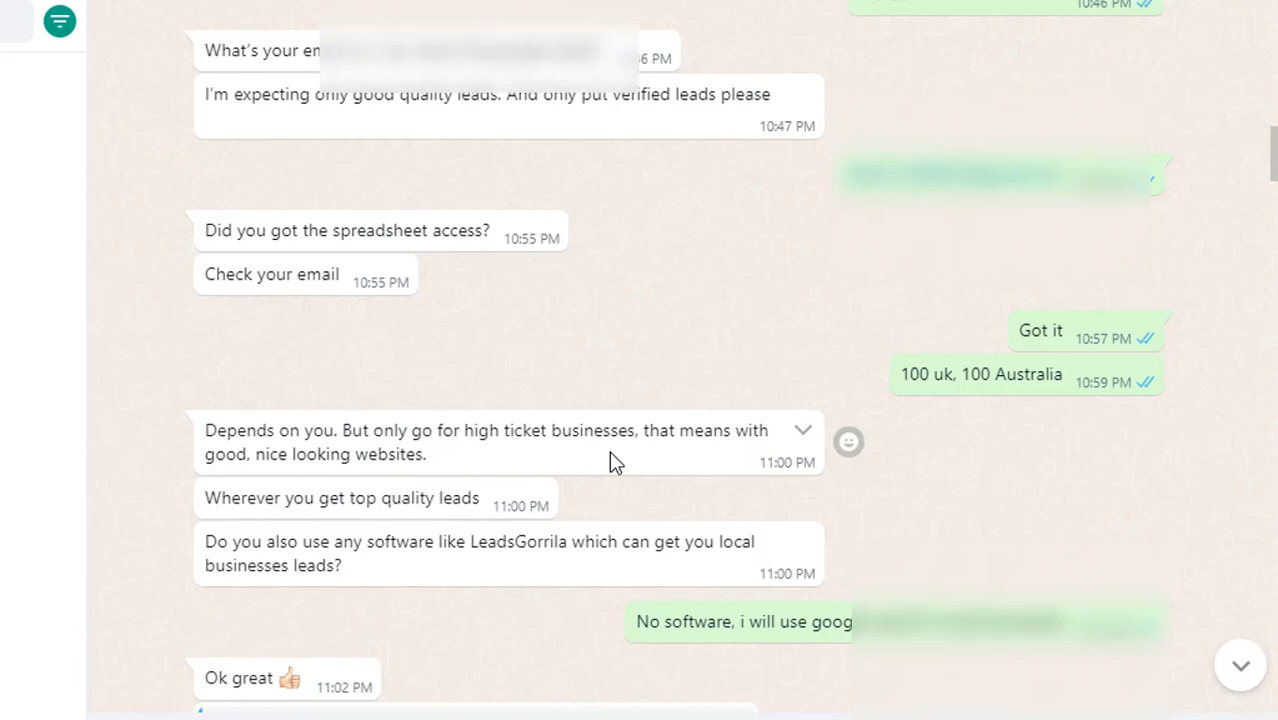 10:46 PM
What's your
PM
I'm expecting only good quality leads. And only put verified leads please
10:47 PM
Did you got the spreadsheet access? 10:55 PM
Check your email 10:55 PM
Got it 10:57 PM
100 uk, 100 Australia 10:59 PM
Depends on you. But only go for high ticket businesses, that means with
good, nice looking websites.
11:00 PM
Wherever you get top quality leads 11:00 PM
Do you also use any software like LeadsGorrila which can get you local
businesses leads?
11:00 PM
No software, i will use
Ok great 👍🏻 11:02 PM